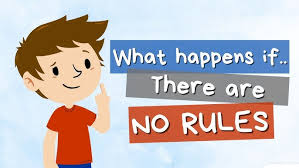 What happens if..
There are
NO RULES